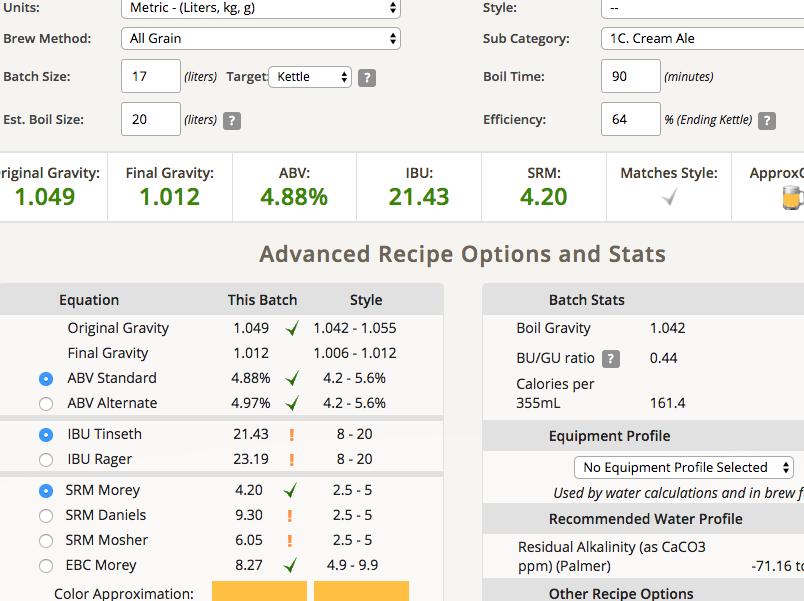 Units: Metric - (Liters, kg, g) Style: --
Brew Method: All Grain Sub Category: 1C. Cream Ale
Batch Size: 17 (liters) Target: Kettle ? Boil Time: 90 (minutes)
Est. Boil Size: 20 (liters) ? Efficiency: 64 % (Ending Kettle) ?
riginal Gravity: Final Gravity: ABV: IBU: SRM: Matches Style: ApproxC
1.049 1.012 4.88% 21.43 4.20
Advanced Recipe Options and Stats
Equation This Batch Style
Original Gravity 1.049 1.042 - 1.055
Final Gravity 1.012 1.006 - 1.012
ABV Standard 4.88% 4.2 - 5.6%
ABV Alternate 4.97% 4.2 - 5.6%
IBU Tinseth 21.43 ! 8 - 20
IBU Rager 23.19 ! 8 - 20
SRM Morey 4.20 2.5 - 5
SRM Daniels 9.30 ! 2.5 - 5
SRM Mosher 6.05 ! 2.5 - 5
EBC Morey 8.27 4.9 - 9.9
Color Approximation:
Batch Stats
Boil Gravity 1.042
BU/GU ratio ? 0.44
Calories per
355mL 161.4
Equipment Profile
No Equipment Profile Selected
Used by water calculations and in brew f
Recommended Water Profile
Residual Alkalinity (as CaCO3
ppm) (Palmer) -71.16 to
Other Recipe Options